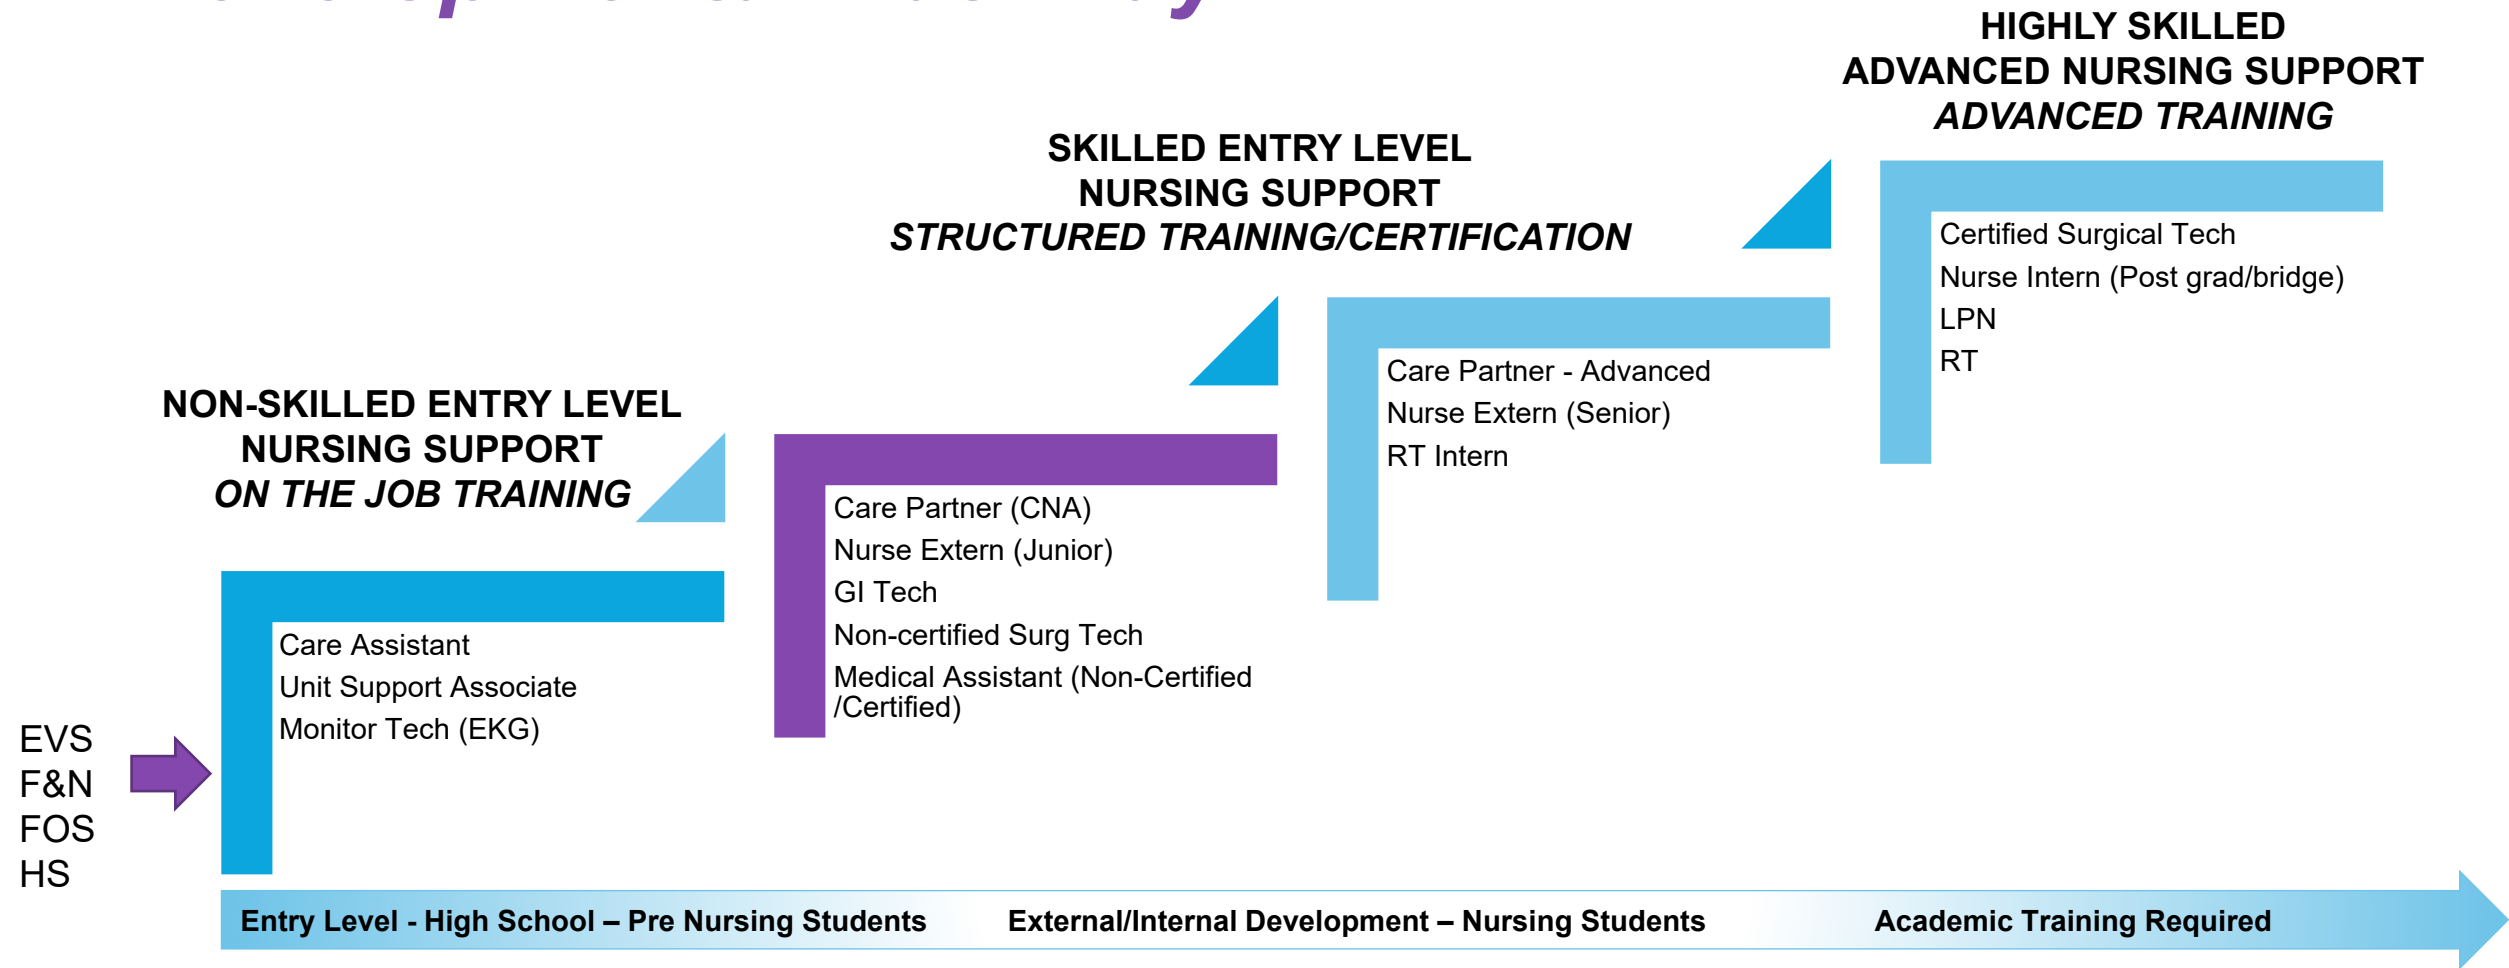 HIGHLY SKILLED
ADVANCED NURSING SUPPORT
ADVANCED TRAINING
SKILLED ENTRY LEVEL
NURSING SUPPORT
STRUCTURED TRAINING/CERTIFICATION
NON-SKILLED ENTRY LEVEL
NURSING SUPPORT
ON THE JOB TRAINING
EVS
F&N
FOS
HS
Care Assistant
Unit Support Associate
Monitor Tech (EKG)
Care Partner (CNA)
Nurse Extern (Junior)
GI Tech
Non-certified Surg Tech
Medical Assistant (Non-Certified
/Certified)
Care Partner - Advanced
Nurse Extern (Senior)
RT Intern
Certified Surgical Tech
Nurse Intern (Post grad/bridge)
LPN
RT
Entry Level - High School – Pre Nursing Students
External/Internal Development – Nursing Students
Academic Training Required